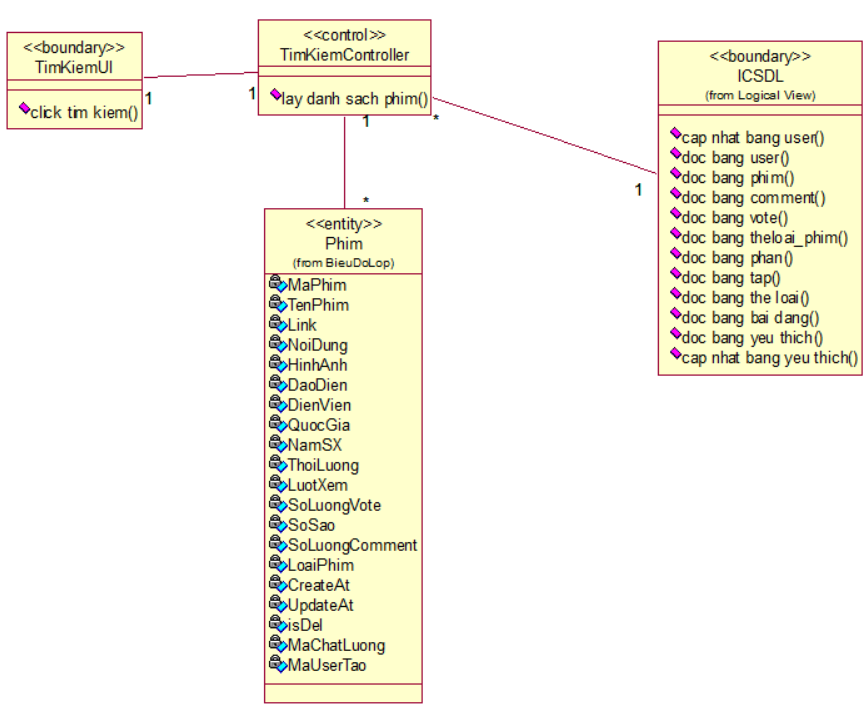 <<boundary>>
TimKiemUI
click tim kiem()
1
<<control>>
TimKiemController
lay danh sach phim()
1
1
*
*
1
<<boundary>>
ICSDL
(from Logical View)
cap nhat bang user()
doc bang user()
doc bang phim()
doc bang comment()
doc bang vote()
doc bang theloai_phim()
doc bang phan()
doc bang tap()
doc bang the loai()
doc bang bai dang()
doc bang yeu thich()
cap nhat bang yeu thich()
<<entity>>
Phim
(from BieuDoLop)
MaPhim
TenPhim
Link
NoiDung
HinhAnh
DaoDien
DienVien
QuocGia
NamSX
ThoiLuong
LuotXem
SoLuongVote
SoSao
SoLuongComment
LoaiPhim
CreateAt
UpdateAt
isDel
MaChatLuong
MaUserTao